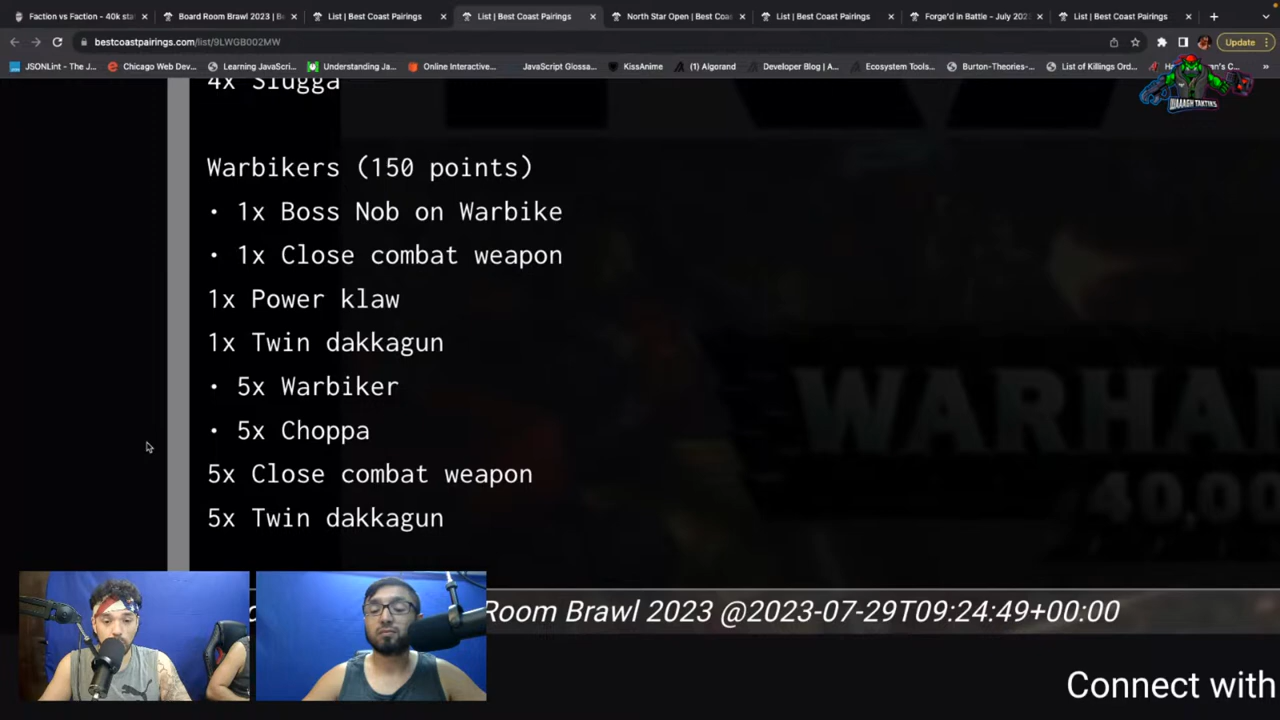 Faction vs Faction - 40k sta
Board Room Brawl 2023 | Be
List | Best Coast Pairings
List | Best Coast Pairings
North Star Open | Best Coa
List | Best Coast Pairings
Forge'd in Battle - July 202
List | Best Coast Pairings
bestcoastpairings.com/list/9LWGB002MW
Update
JSONLint - The J...
Chicago Web Dev...
Learning JavaScri...
Understanding Ja...
Online Interactive...
JavaScript Glossa...
KissAnime
(1) Algorand
Developer Blog | A...
Ecosystem Tools...
Burton-Theories-...
List of Killings Ord...
WAAAGH TAKTIKS
4x Slugga
Warbikers (150 points)
• 1x Boss Nob on Warbike
• 1x Close combat weapon
1x Power klaw
1x Twin dakkagun
• 5x Warbiker
• 5x Choppa
5x Close combat weapon
5x Twin dakkagun
WARHA
40,00
Room Brawl 2023 @2023-07-29T09:24:49+00:00
Connect with